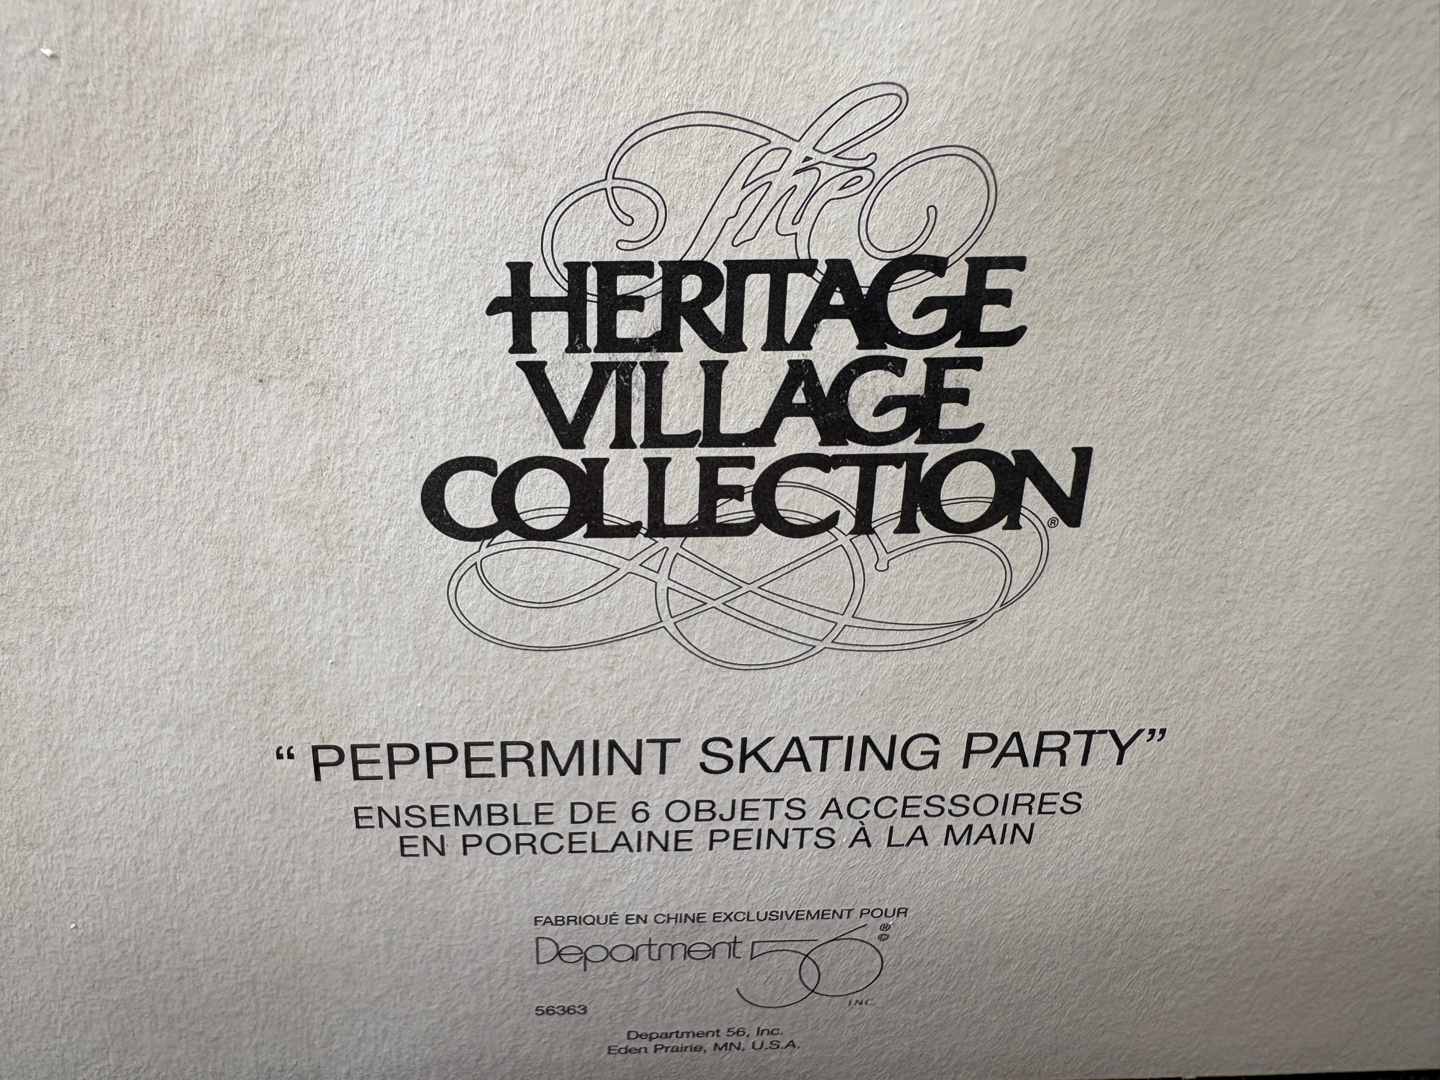 The
HERITAGE
VILLAGE
COLLECTION®
“PEPPERMINT SKATING PARTY”
ENSEMBLE DE 6 OBJETS ACCESSOIRES
EN PORCELAINE PEINTS À LA MAIN
FABRIQUÉ EN CHINE EXCLUSIVEMENT POUR
Department 56 ® ©
INC.
56363
Department 56, Inc.
Eden Prairie, MN, U.S.A.